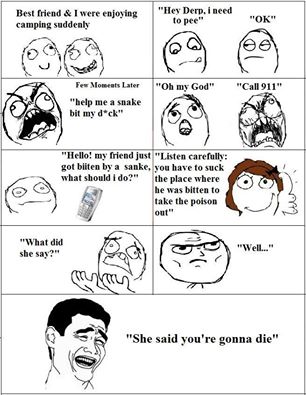 Best friend & I were enjoying
camping suddenly
"Hey Derp, i need
to pee"
"OK"
Few Moments Later
"help me a snake
bit my d*ck"
"Oh my God"
"Call 911"
"Hello! my friend just
got biiten by a  sanke,
what should i do?"
"Listen carefully:
you have to suck
the place where
he was bitten to
take the poison
out"
"What did
she say?"
"Well..."
"She said you're gonna die"